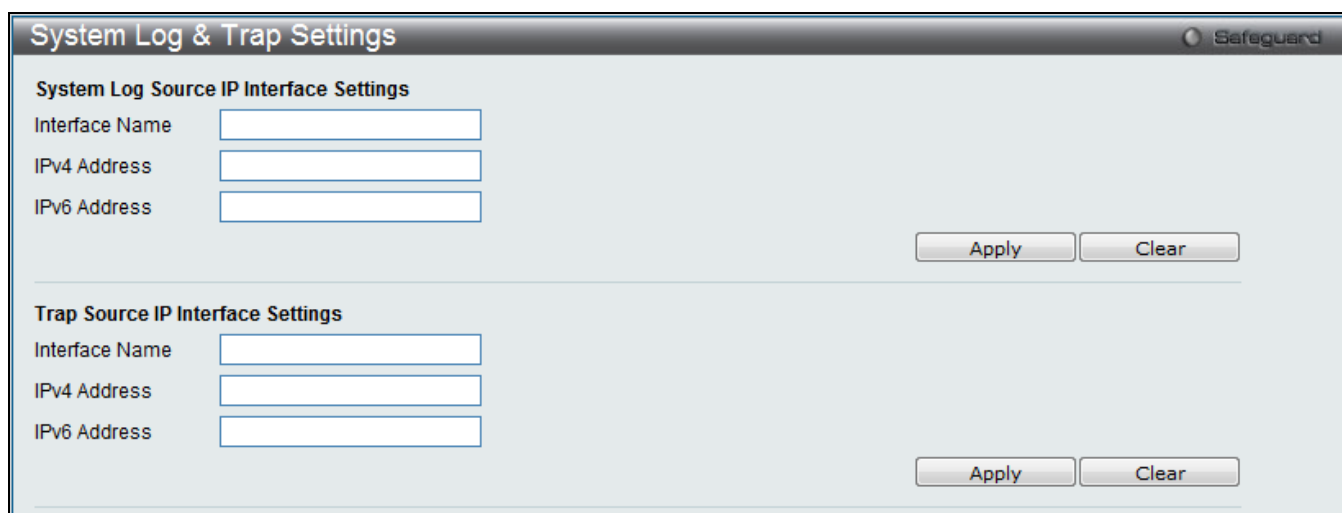 System Log & Trap Settings
Safeguard
System Log Source IP Interface Settings
Interface Name
IPv4 Address
IPv6 Address
Apply Clear
Trap Source IP Interface Settings
Interface Name
IPv4 Address
IPv6 Address
Apply Clear